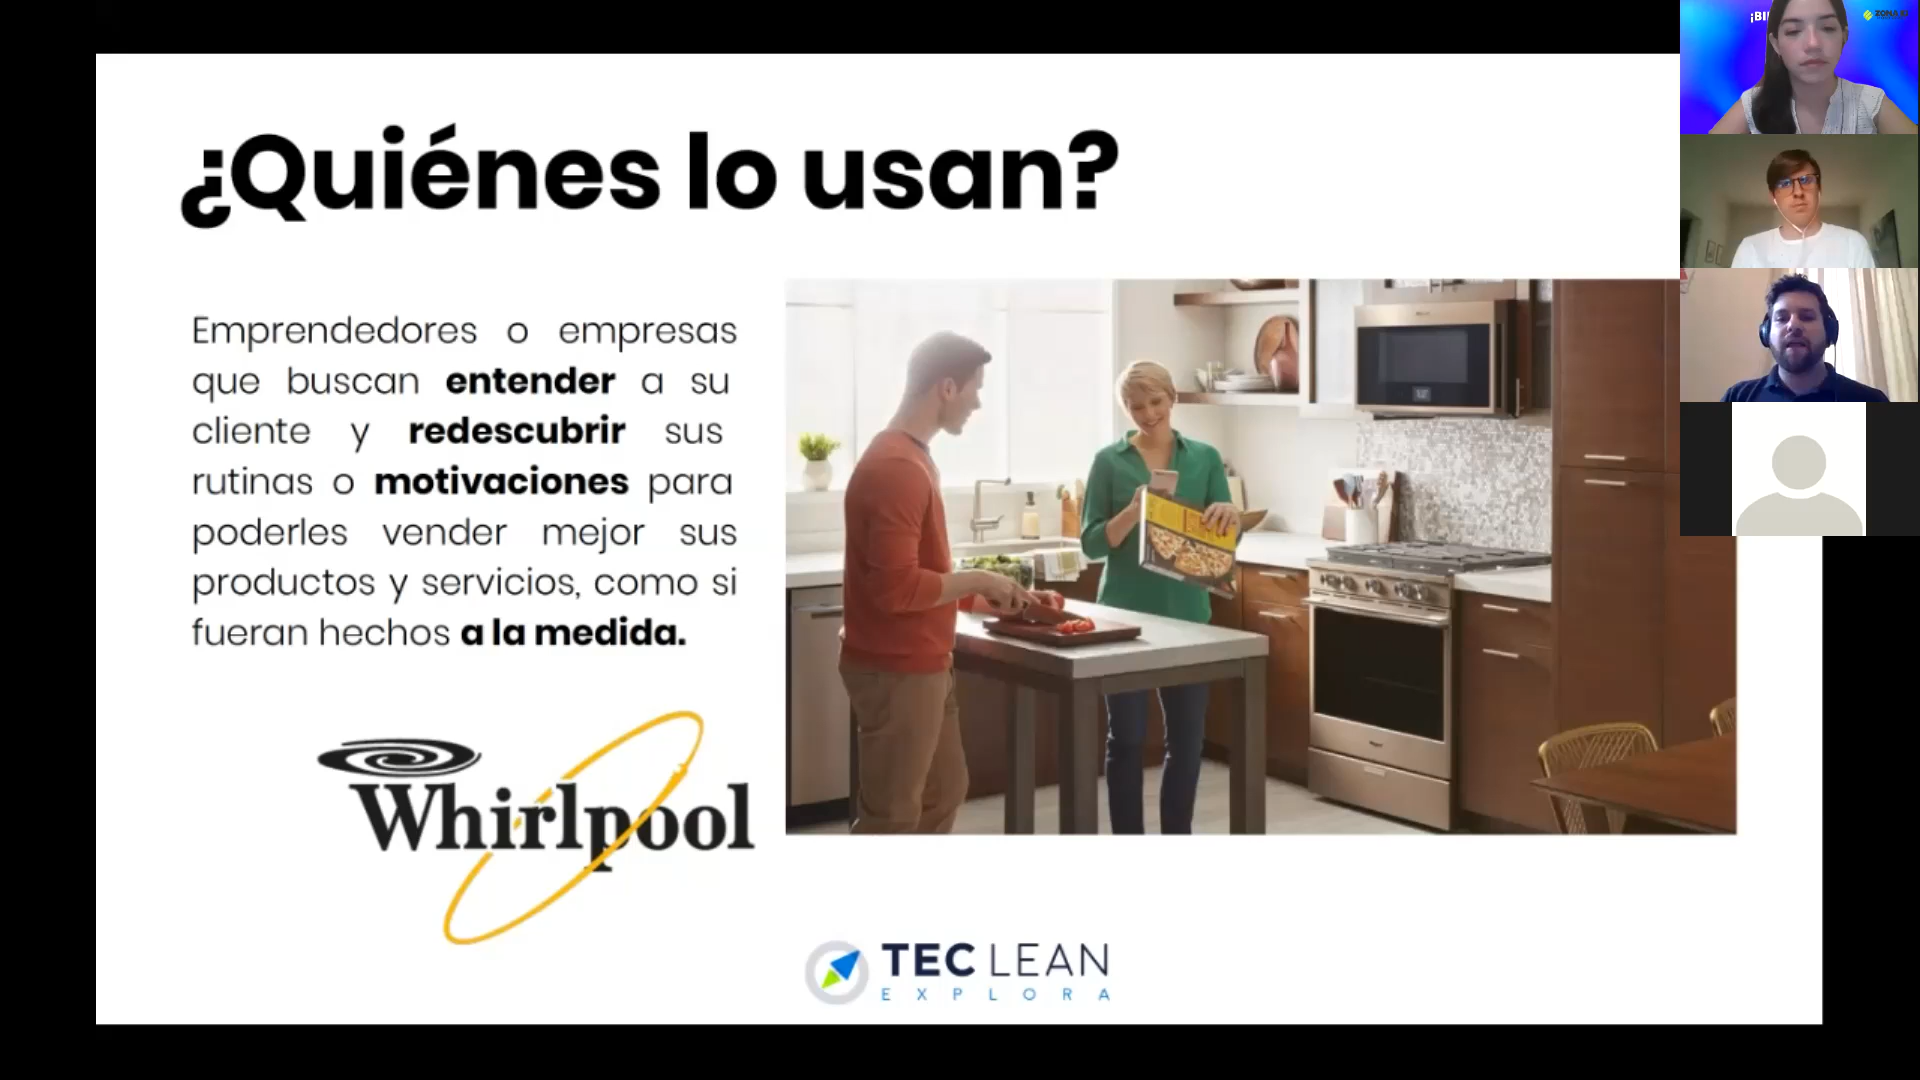 ¿Quiénes lo usan?
Emprendedores o empresas
que buscan entender a su
cliente y redescubrir sus
rutinas o motivaciones para
poderles vender mejor sus
productos y servicios, como si
fueran hechos a la medida.
Whirlpool
TEC LEAN
EXPLORA